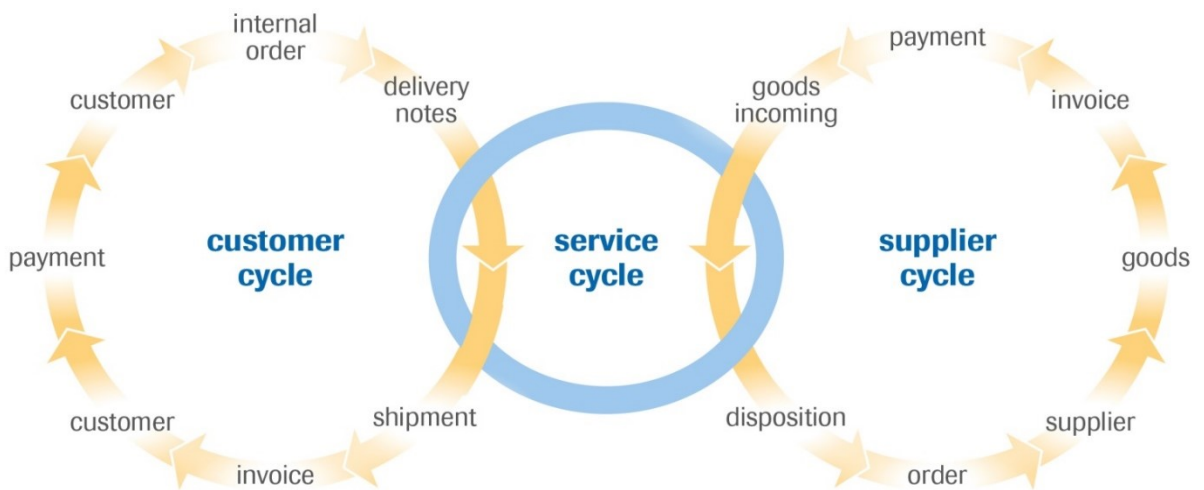 internal
order
payment
customer
delivery
notes
goods
incoming
invoice
payment
customer
cycle
service
cycle
supplier
cycle
goods
customer
shipment
disposition
supplier
invoice
order